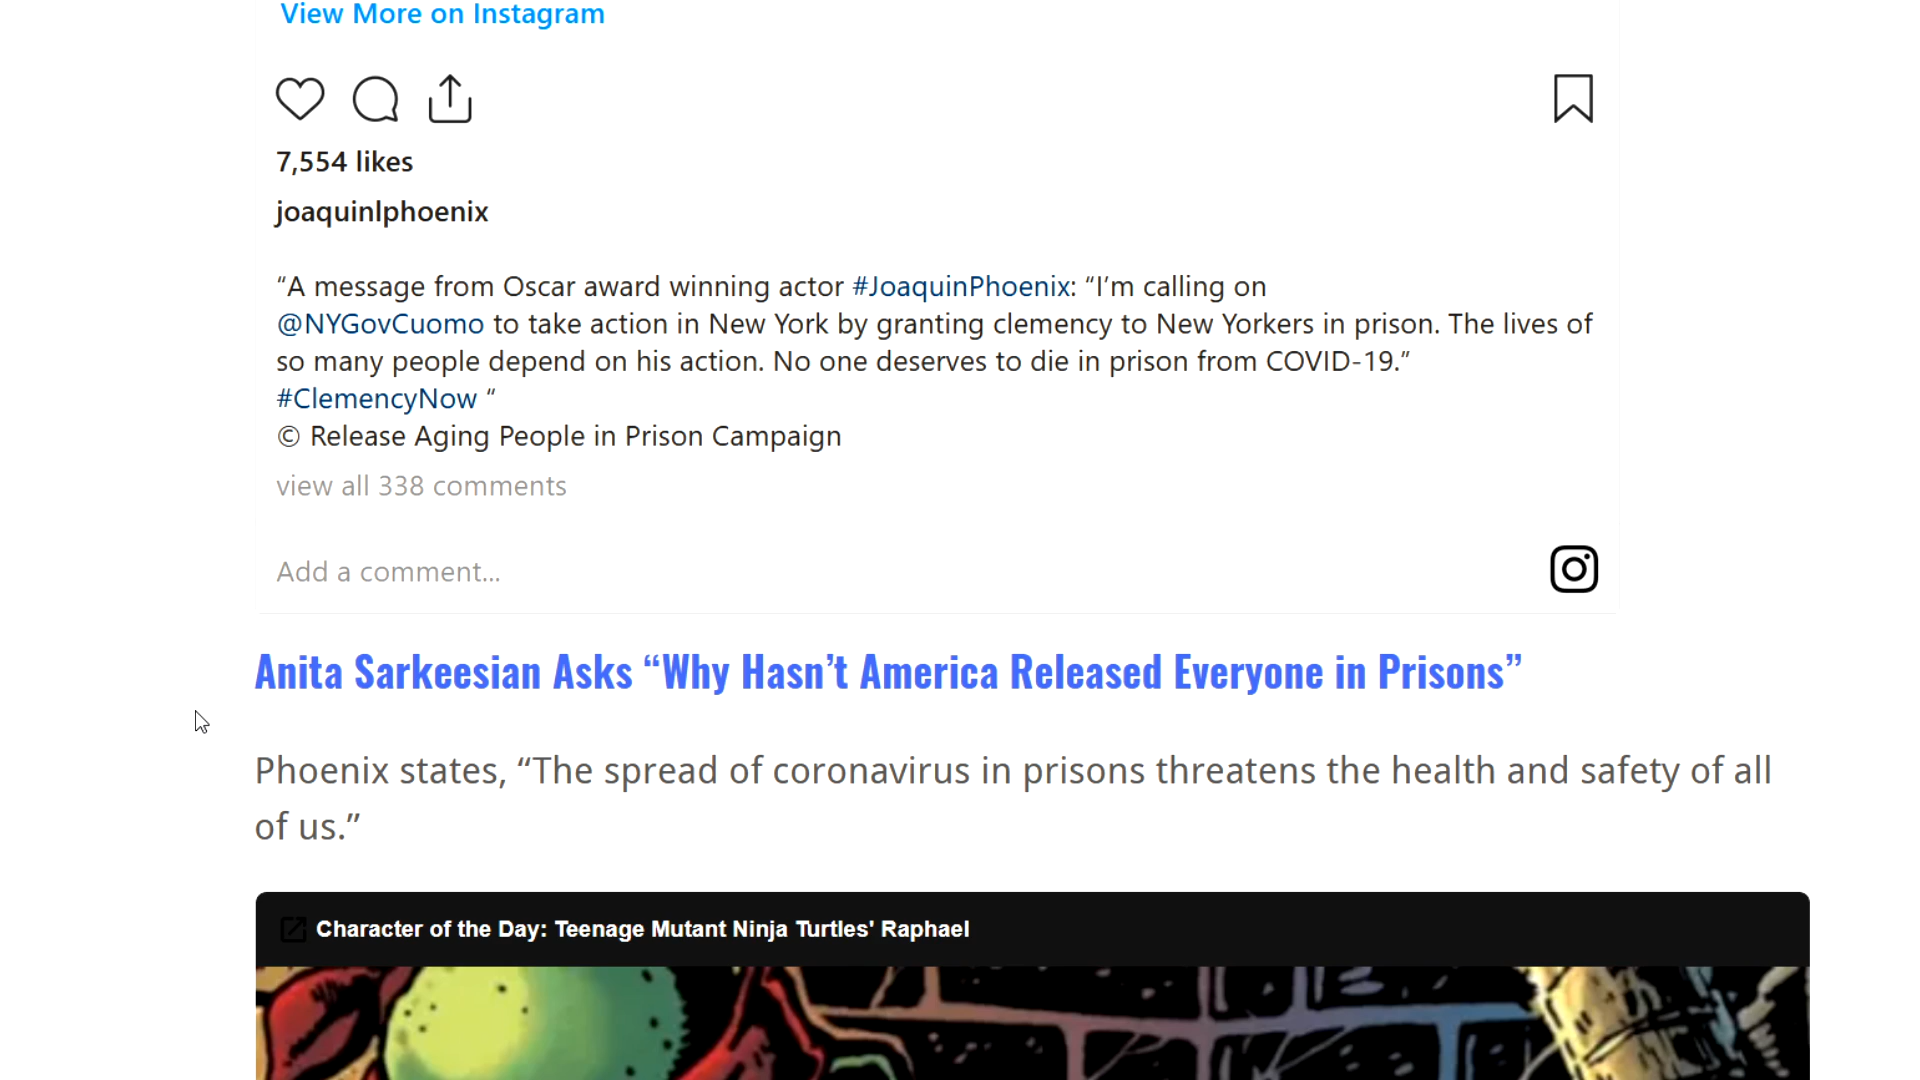 View More on Instagram
7,554 likes
joaquinlphoenix
“A message from Oscar award winning actor #JoaquinPhoenix: “I’m calling on
@NYGovCuomo to take action in New York by granting clemency to New Yorkers in prison. The lives of
so many people depend on his action. No one deserves to die in prison from COVID-19.”
#ClemencyNow “
© Release Aging People in Prison Campaign
view all 338 comments
Add a comment...
Anita Sarkeesian Asks “Why Hasn’t America Released Everyone in Prisons”
Phoenix states, “The spread of coronavirus in prisons threatens the health and safety of all
of us.”
Character of the Day: Teenage Mutant Ninja Turtles' Raphael